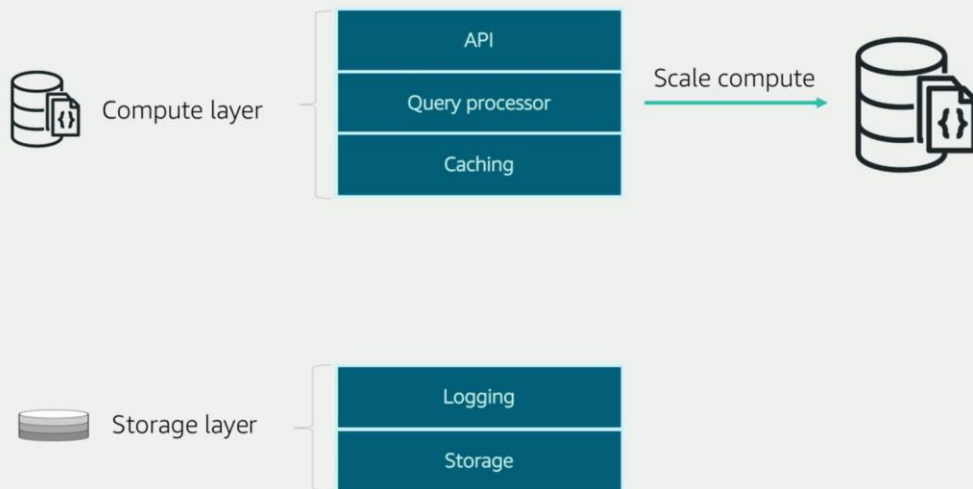 API
Compute layer
Query processor
Scale compute
{}
Caching
Logging
Storage layer
Storage